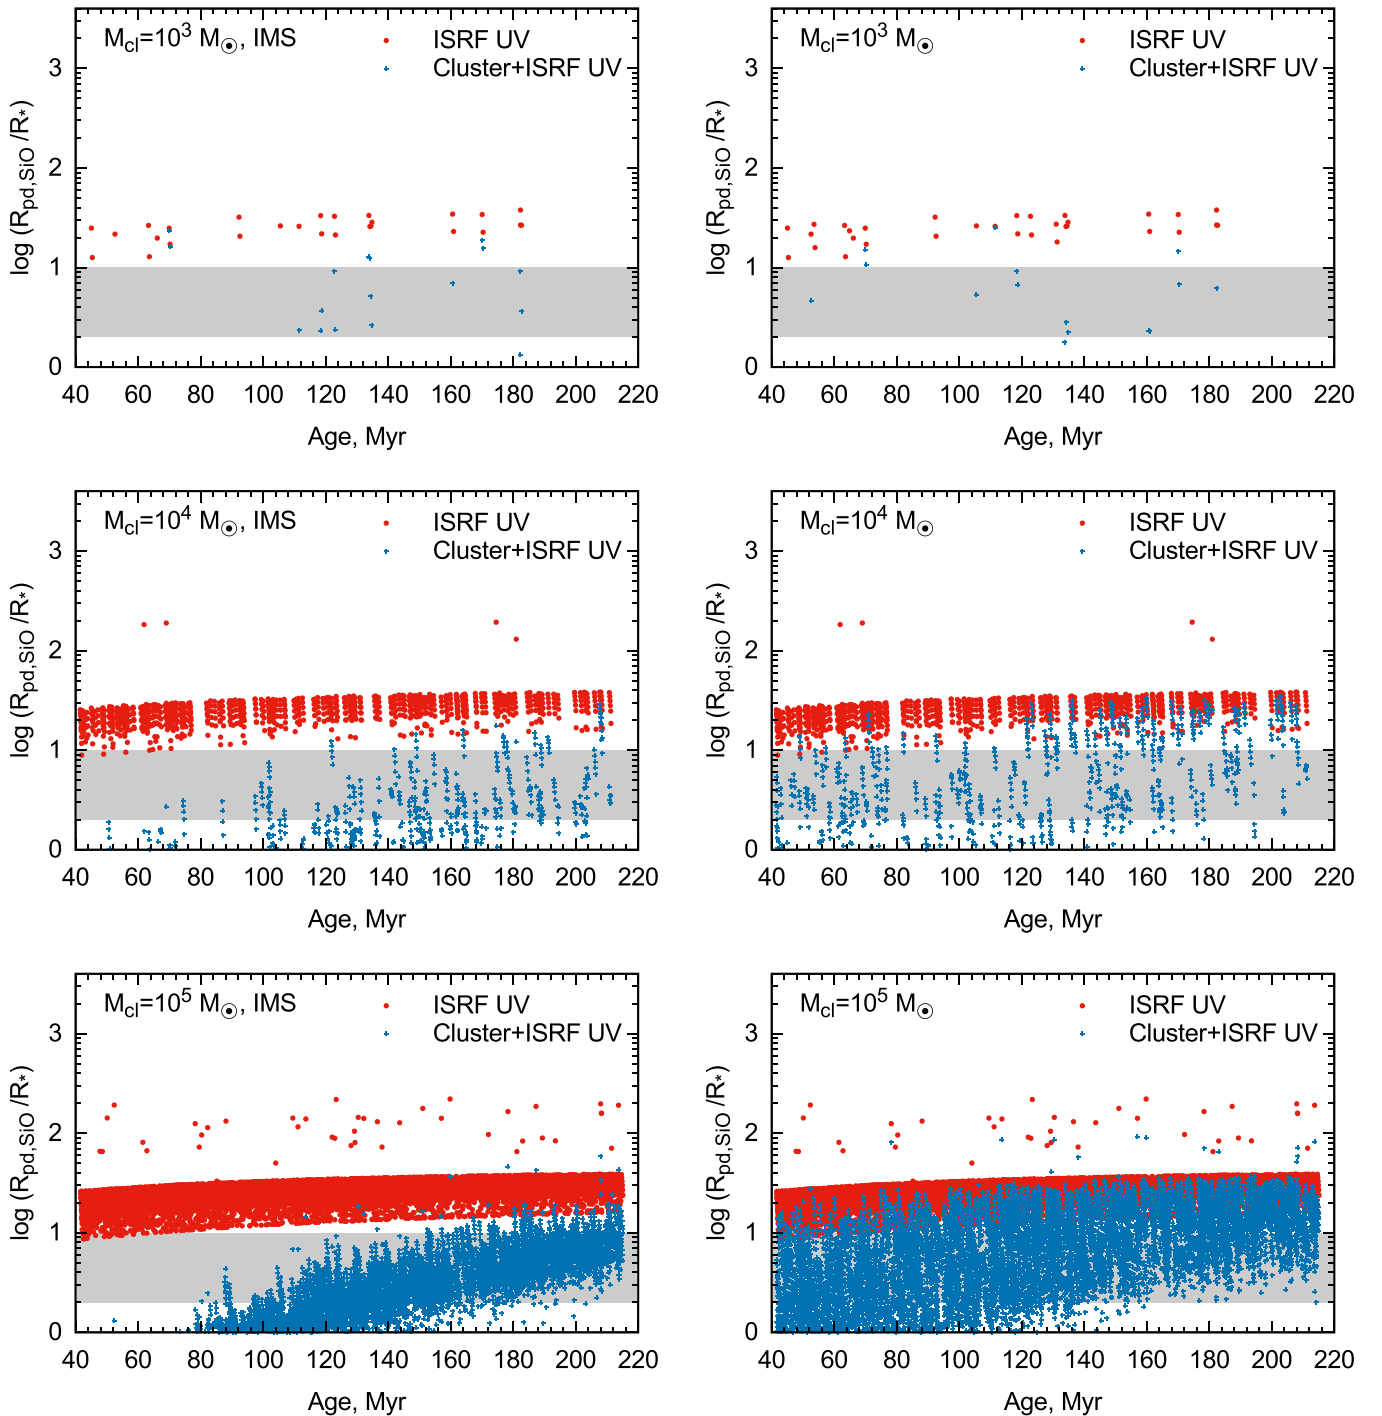 M_cl=10^3 M_⊙, IMS
ISRF UV
Cluster+ISRF UV
log (R_pd,SiO /R_*)
3
2
1
0
40 60 80 100 120 140 160 180 200 220
Age, Myr
M_cl=10^3 M_⊙
ISRF UV
Cluster+ISRF UV
log (R_pd,SiO /R_*)
3
2
1
0
40 60 80 100 120 140 160 180 200 220
Age, Myr
M_cl=10^4 M_⊙, IMS
ISRF UV
Cluster+ISRF UV
log (R_pd,SiO /R_*)
3
2
1
0
40 60 80 100 120 140 160 180 200 220
Age, Myr
M_cl=10^4 M_⊙
ISRF UV
Cluster+ISRF UV
log (R_pd,SiO /R_*)
3
2
1
0
40 60 80 100 120 140 160 180 200 220
Age, Myr
M_cl=10^5 M_⊙, IMS
ISRF UV
Cluster+ISRF UV
log (R_pd,SiO /R_*)
3
2
1
0
40 60 80 100 120 140 160 180 200 220
Age, Myr
M_cl=10^5 M_⊙
ISRF UV
Cluster+ISRF UV
log (R_pd,SiO /R_*)
3
2
1
0
40 60 80 100 120 140 160 180 200 220
Age, Myr